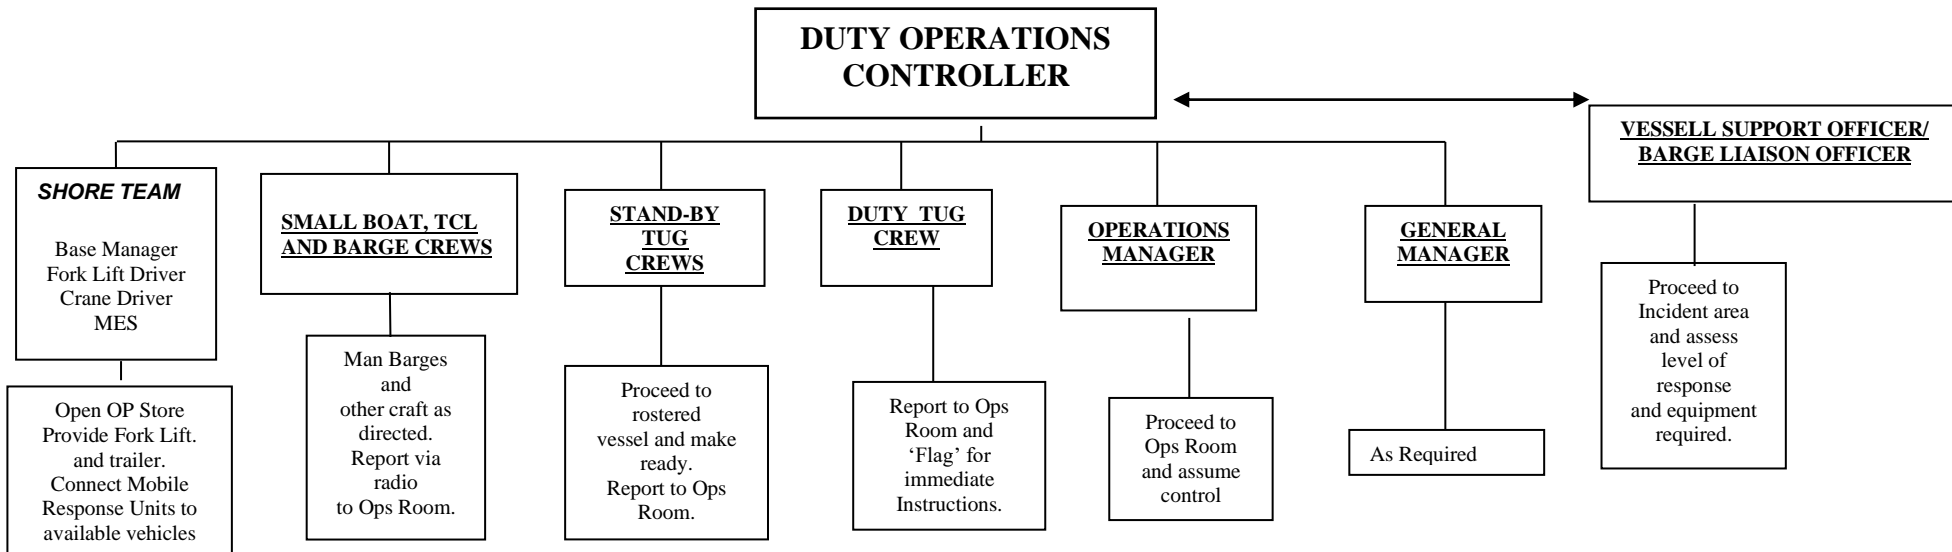 DUTY OPERATIONS
CONTROLLER
VESSELL SUPPORT OFFICER/
BARGE LIAISON OFFICER
SHORE TEAM
Base Manager
Fork Lift Driver
Crane Driver
MES
SMALL BOAT, TCL
AND BARGE CREWS
STAND-BY
TUG
CREWS
DUTY TUG
CREW
OPERATIONS
MANAGER
GENERAL
MANAGER
Open OP Store
Provide Fork Lift.
and trailer.
Connect Mobile
Response Units to
available vehicles
Man Barges
and
other craft as
directed.
Report via
radio
to Ops Room.
Proceed to
rostered
vessel and make
ready.
Report to Ops
Room.
Report to Ops
Room and
‘Flag’ for
immediate
Instructions.
Proceed to
Ops Room
and assume
control
As Required
Proceed to
Incident area
and assess
level of
response
and equipment
required.